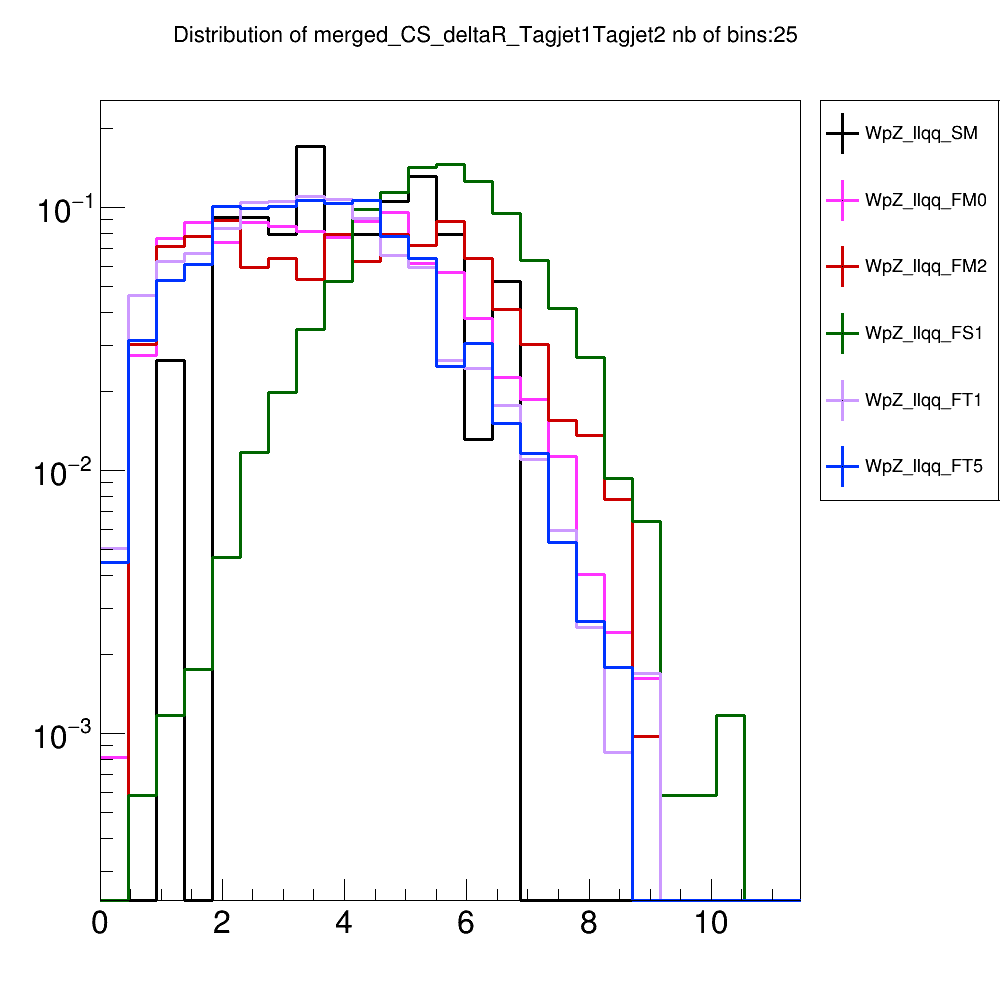 Distribution of merged_CS_deltaR_Tagjet1Tagjet2 nb of bins:25
WpZ_llqq_SM
WpZ_llqq_FM0
WpZ_llqq_FM2
WpZ_llqq_FS1
WpZ_llqq_FT1
WpZ_llqq_FT5
10⁻¹
10⁻²
10⁻³
0 2 4 6 8 10